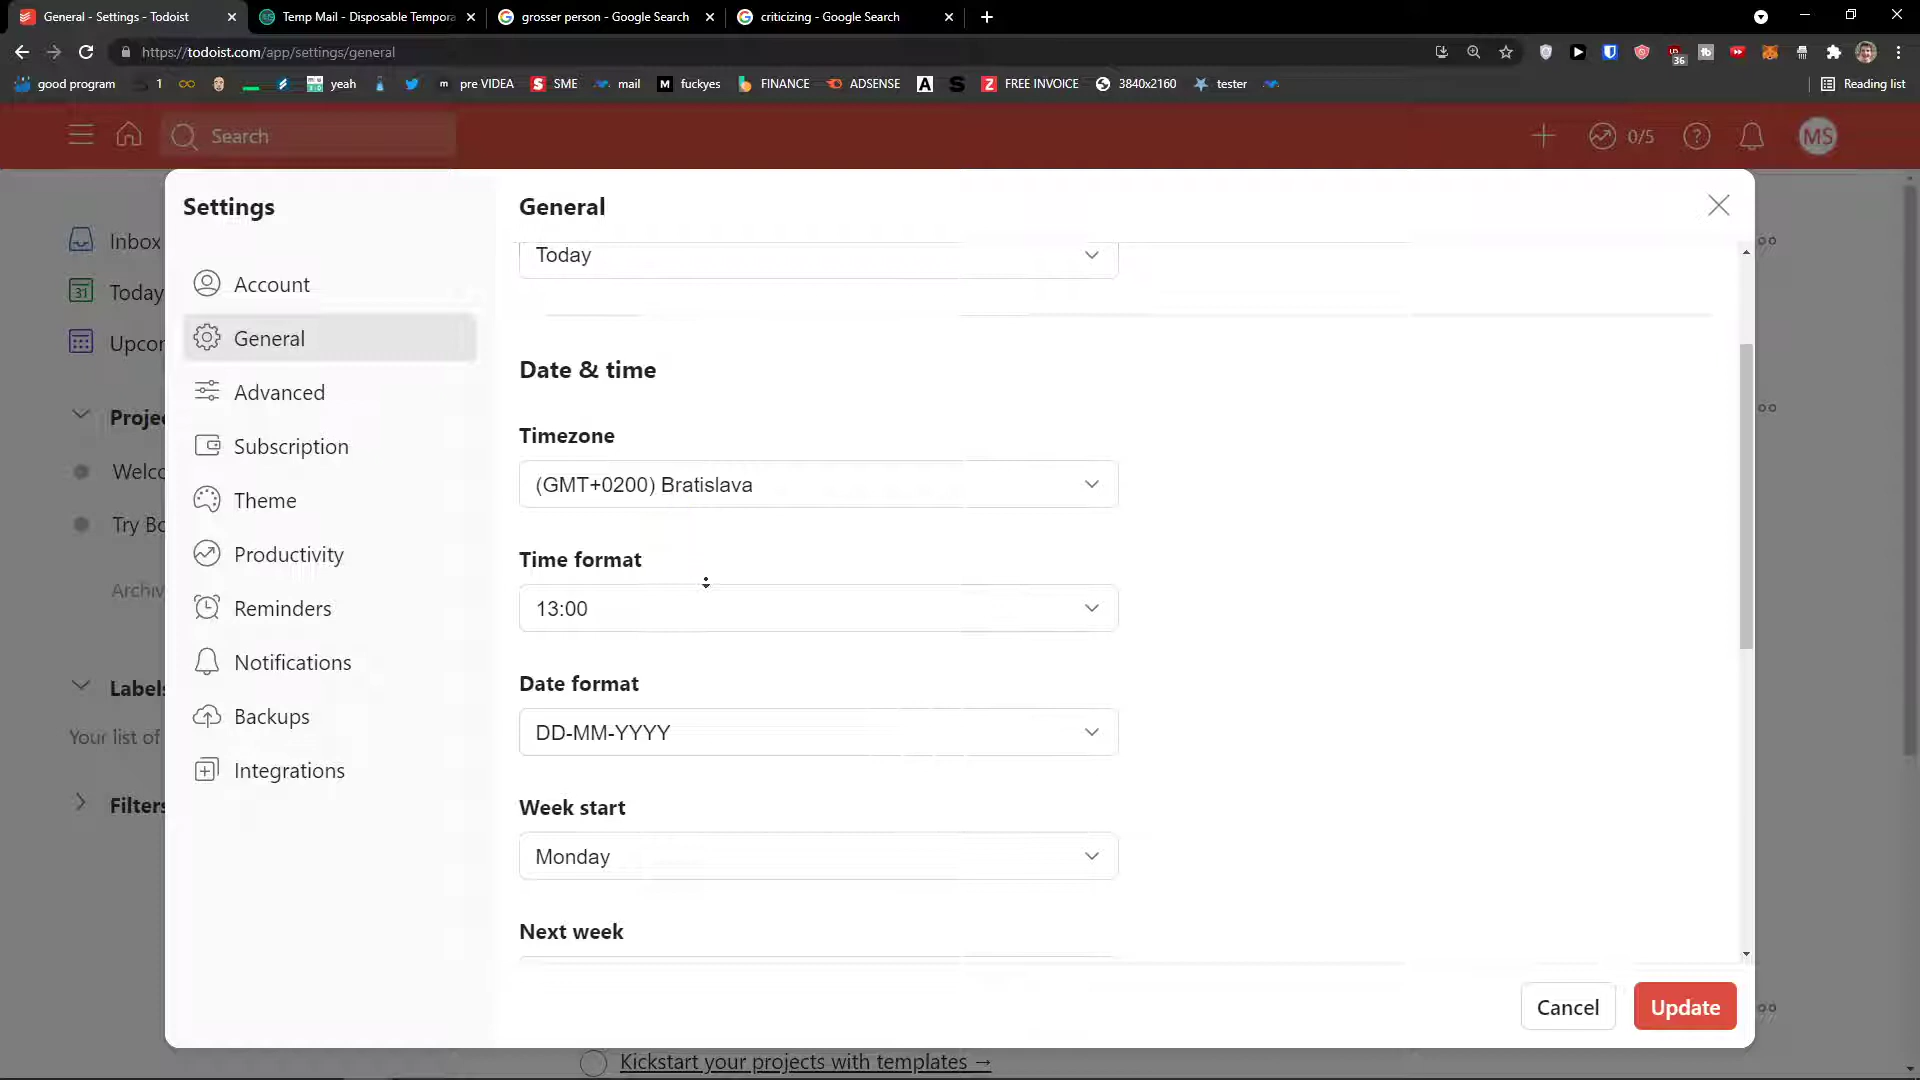 General - Settings - Todoist
Temp Mail - Disposable Tempora
grosser person - Google Search
criticizing - Google Search
https://todoist.com/app/settings/general
36
good program
1
yeah
pre VIDEA
SME
mail
fuckyes
FINANCE
ADSENSE
FREE INVOICE
3840x2160
tester
Reading list
Search
0/5
MS
Inbox
31
Today
Upcor
Projec
Welco
Try Bo
Archiv
Labels
Your list of
Filters
Settings
Account
General
Advanced
Subscription
Theme
Productivity
Reminders
Notifications
Backups
Integrations
General
Today
Date & time
Timezone
(GMT+0200) Bratislava
Time format
13:00
Date format
DD-MM-YYYY
Week start
Monday
Next week
Cancel
Update
Kickstart your projects with templates →